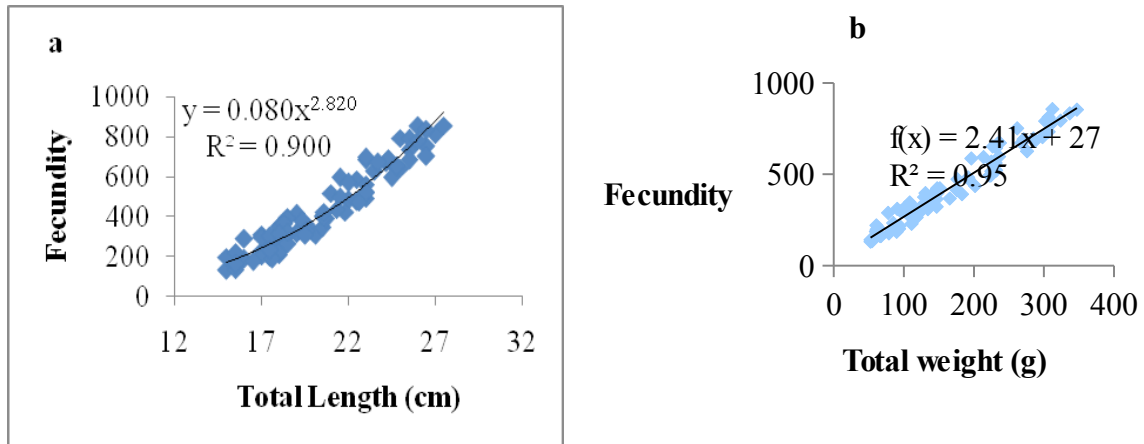 a
y = 0.080x^2.820
R² = 0.900
Fecundity
1000
800
600
400
200
0
12 17 22 27 32
Total Length (cm)
b
f(x) = 2.41x + 27
R² = 0.95
Fecundity
1000
500
0
0 100 200 300 400
Total weight (g)